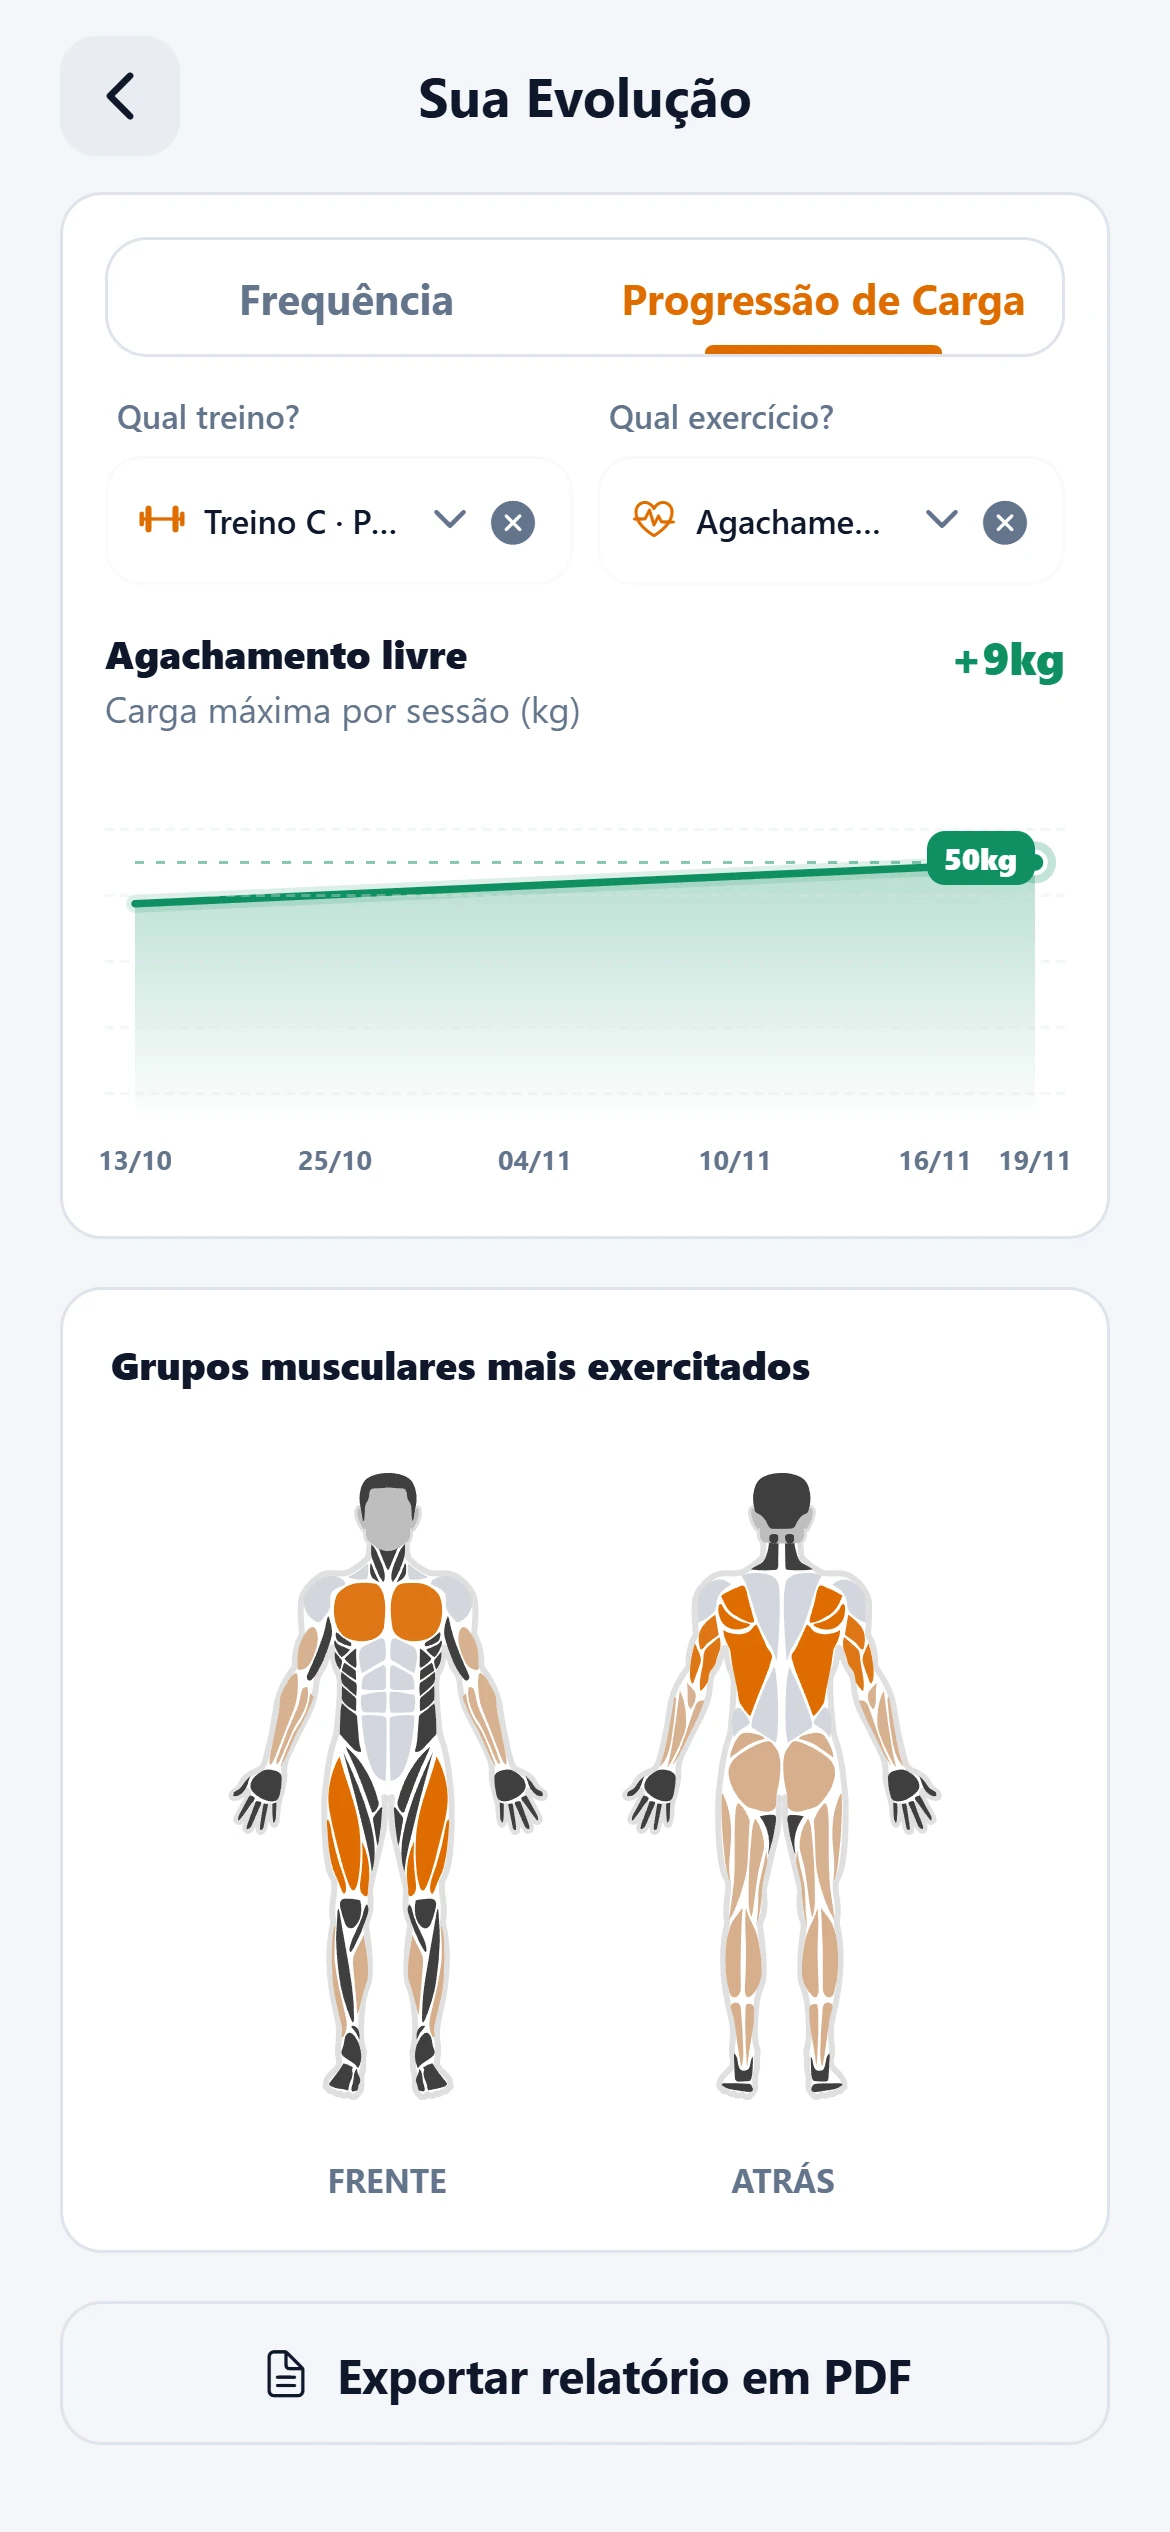 Sua Evolução
Frequência
Progressão de Carga
Qual treino?
Qual exercício?
Treino C · P...
Agachame...
Agachamento livre
+9kg
Carga máxima por sessão (kg)
50kg
13/10 25/10 04/11 10/11 16/11 19/11
Grupos musculares mais exercitados
FRENTE
ATRÁS
Exportar relatório em PDF